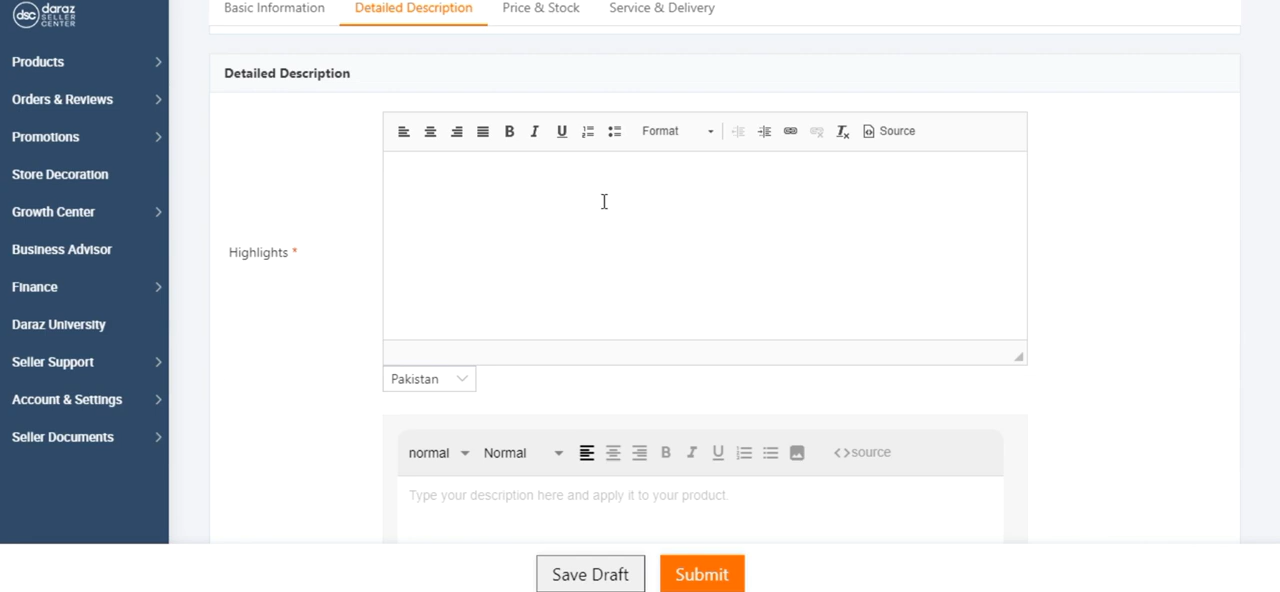 dsc daraz
SELLER
CENTER
Basic Information Detailed Description Price & Stock Service & Delivery
Products
Orders & Reviews
Promotions
Store Decoration
Growth Center
Business Advisor
Finance
Daraz University
Seller Support
Account & Settings
Seller Documents
Detailed Description
B I U Format Source
Highlights *
Pakistan
normal Normal B I U <>source
Type your description here and apply it to your product.
Save Draft Submit